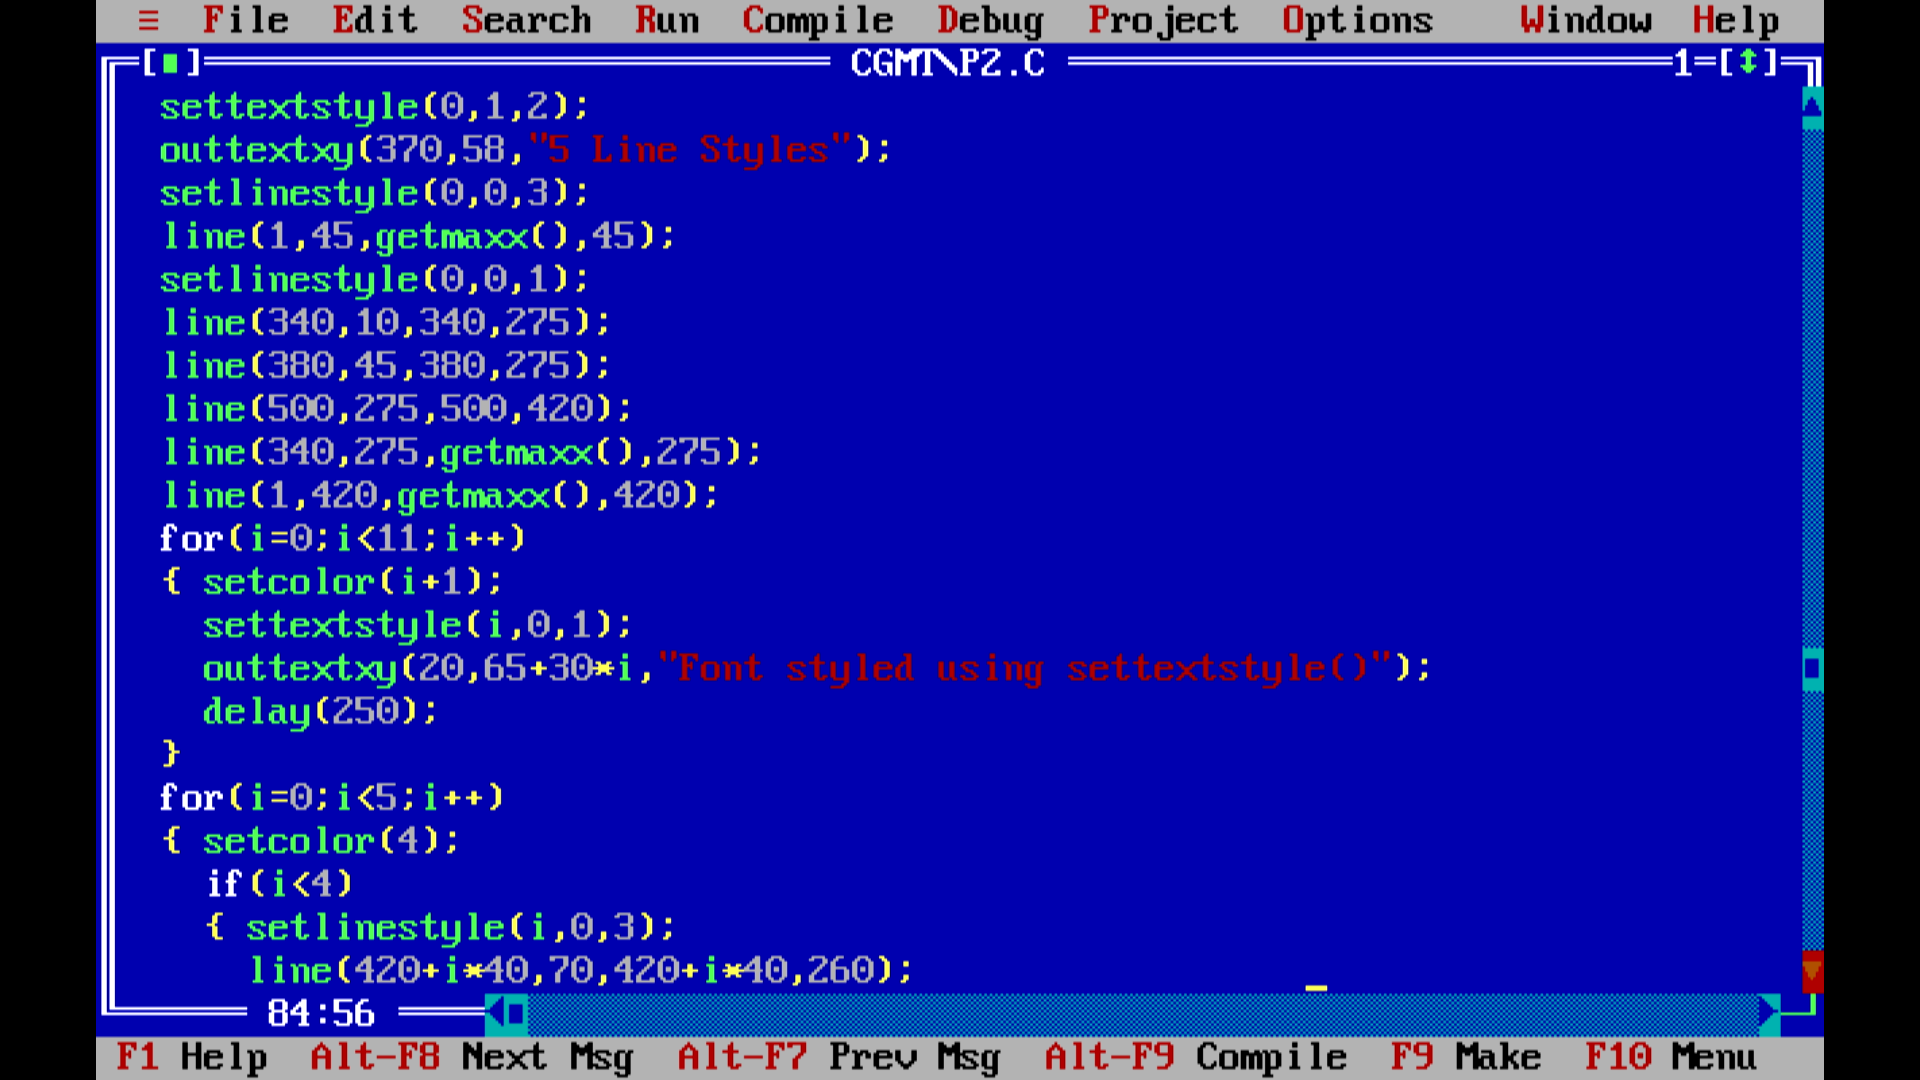 ≡ File Edit Search Run Compile Debug Project Options Window Help
[■] CGMT\P2.C 1=[↕]
settextstyle(0,1,2);
outtextxy(370,58,"5 Line Styles");
setlinestyle(0,0,3);
line(1,45,getmaxx(),45);
setlinestyle(0,0,1);
line(340,10,340,275);
line(380,45,380,275);
line(500,275,500,420);
line(340,275,getmaxx(),275);
line(1,420,getmaxx(),420);
for(i=0;i<11;i++)
{ setcolor(i+1);
settextstyle(i,0,1);
outtextxy(20,65+30*i,"Font styled using settextstyle()");
delay(250);
}
for(i=0;i<5;i++)
{ setcolor(4);
if(i<4)
{ setlinestyle(i,0,3);
line(420+i*40,70,420+i*40,260);
84:56
F1 Help Alt-F8 Next Msg Alt-F7 Prev Msg Alt-F9 Compile F9 Make F10 Menu